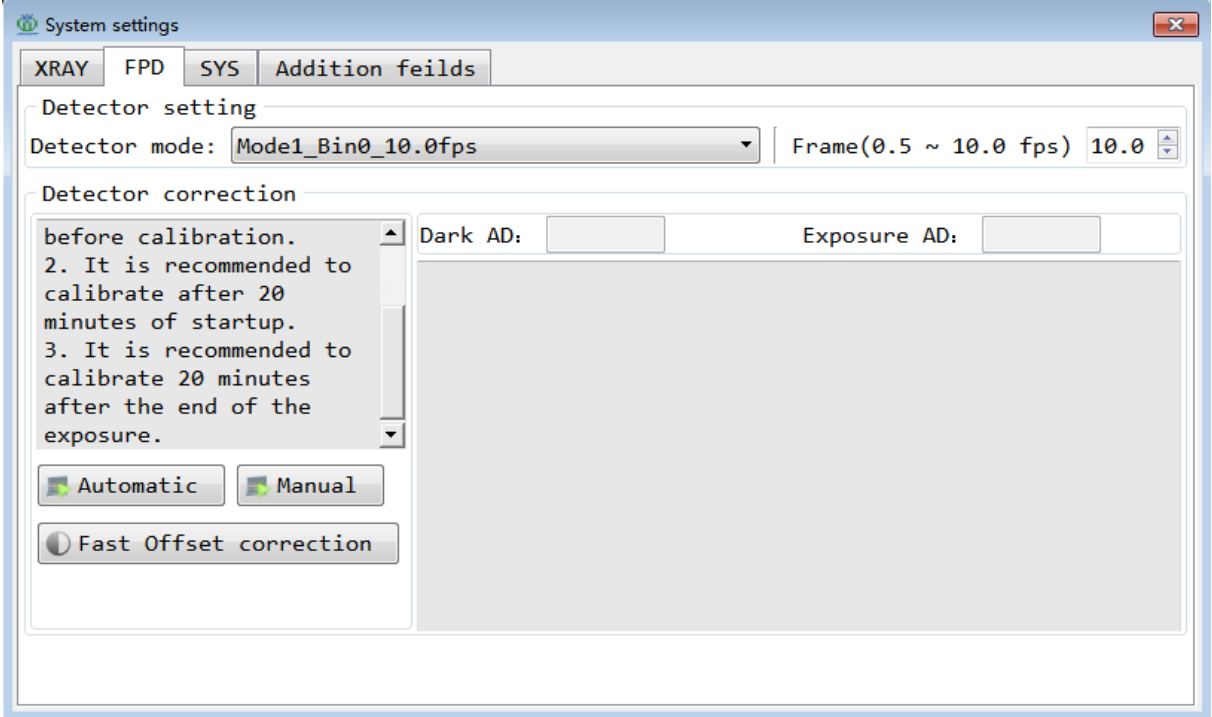 System settings
XRAY FPD SYS Addition feilds
Detector setting
Detector mode: Mode1_Bin0_10.0fps Frame(0.5 ~ 10.0 fps) 10.0
Detector correction
before calibration.
2. It is recommended to
calibrate after 20
minutes of startup.
3. It is recommended to
calibrate 20 minutes
after the end of the
exposure.
Dark AD: Exposure AD:
Automatic Manual
Fast Offset correction